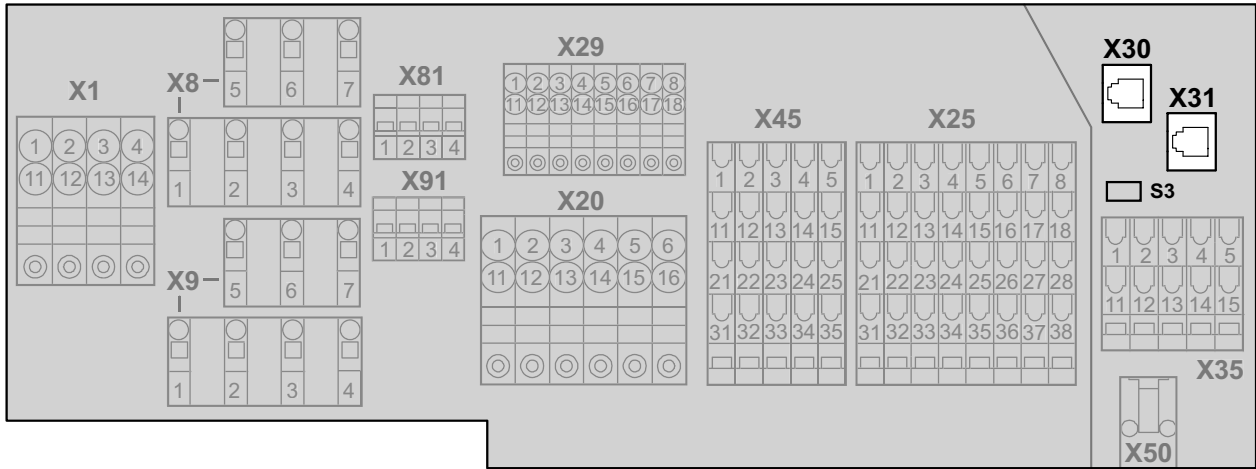 X1
1 2 3 4
11 12 13 14
X8
5 6 7
1 2 3 4
X9
5 6 7
1 2 3 4
X81
1 2 3 4
X91
1 2 3 4
X29
1 2 3 4 5 6 7 8
11 12 13 14 15 16 17 18
X20
1 2 3 4 5 6
11 12 13 14 15 16
X45
1 2 3 4 5
11 12 13 14 15
21 22 23 24 25
31 32 33 34 35
X25
1 2 3 4 5 6 7 8
11 12 13 14 15 16 17 18
21 22 23 24 25 26 27 28
31 32 33 34 35 36 37 38
X30
X31
S3
1 2 3 4 5
11 12 13 14 15
X35
X50